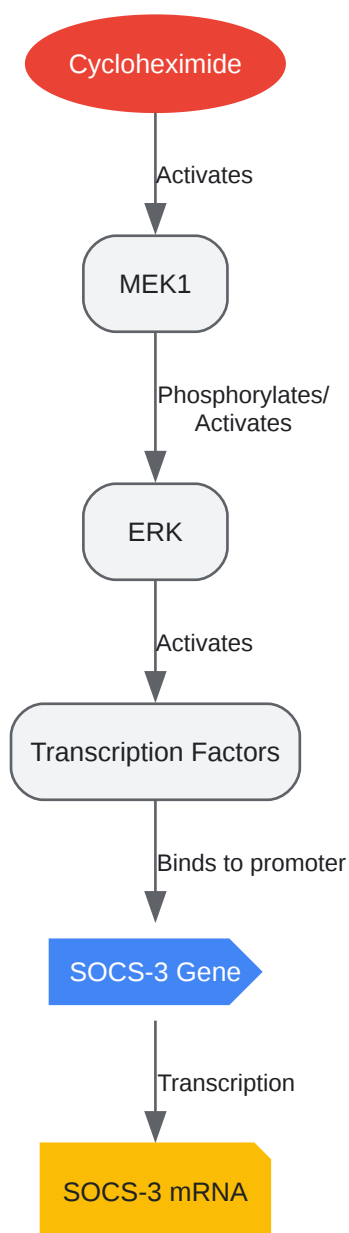 Cycloheximide
Activates
MEK1
Phosphorylates/
Activates
ERK
Activates
Transcription Factors
Binds to promoter
SOCS-3 Gene
Transcription
SOCS-3 mRNA